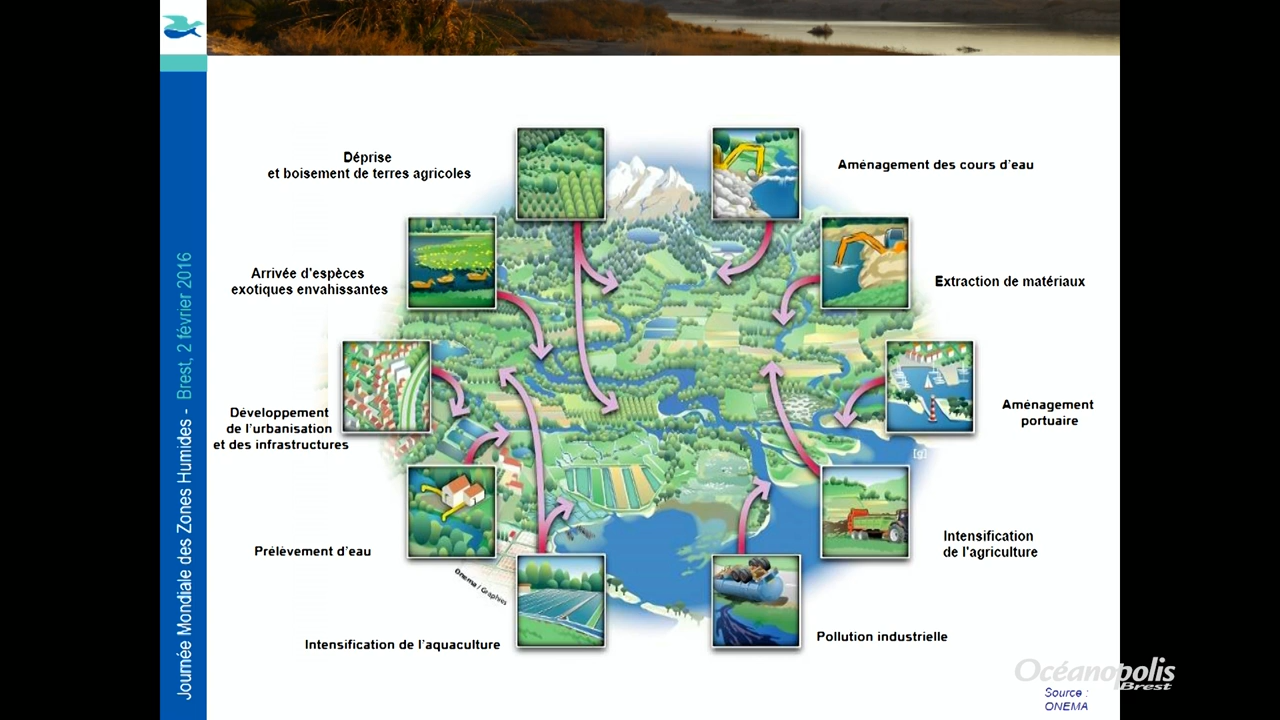 Journée Mondiale des Zones Humides - Brest, 2 février 2016
Déprise
et boisement de terres agricoles
Aménagement des cours d'eau
Arrivée d'espèces
exotiques envahissantes
Extraction de matériaux
Développement
de l'urbanisation
et des infrastructures
Aménagement
portuaire
[g]
Prélèvement d'eau
Intensification
de l'agriculture
Onema / Graphies
Intensification de l'aquaculture
Pollution industrielle
Océanopolis
Brest
Source :
ONEMA